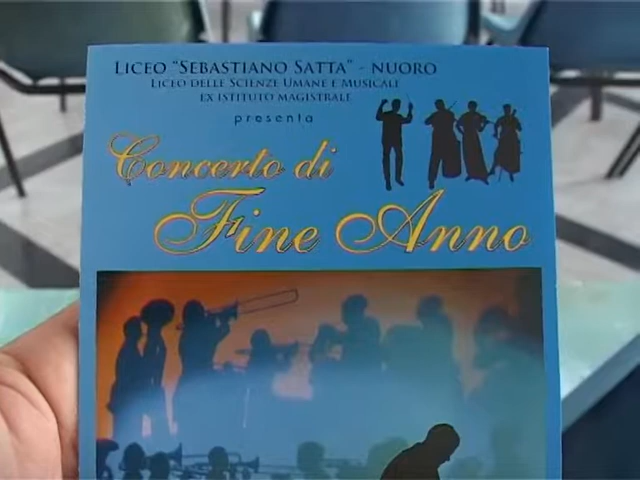 LICEO "SEBASTIANO SATTA" - NUORO
LICEO DELLE SCIENZE UMANE E MUSICALE
EX ISTITUTO MAGISTRALE
presenta
Concerto di
Fine Anno